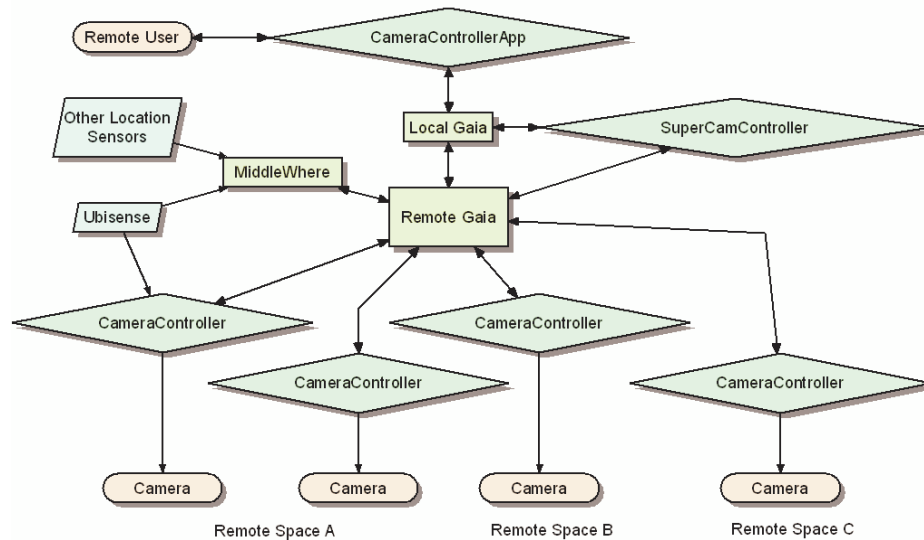 Remote User
CameraControllerApp
Other Location
Sensors
Local Gaia
SuperCamController
MiddleWhere
Ubisense
Remote Gaia
CameraController
CameraController
CameraController
CameraController
Camera
Camera
Camera
Camera
Remote Space A
Remote Space B
Remote Space C